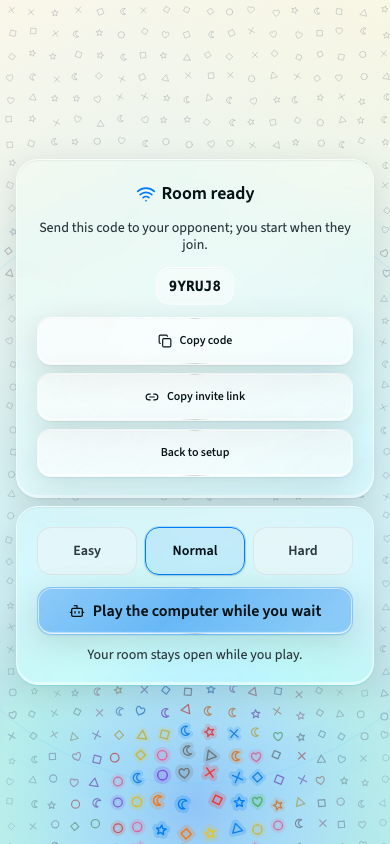 Room ready
Send this code to your opponent; you start when they
join.
9YRUJ8
Copy code
Copy invite link
Back to setup
Easy
Normal
Hard
Play the computer while you wait
Your room stays open while you play.